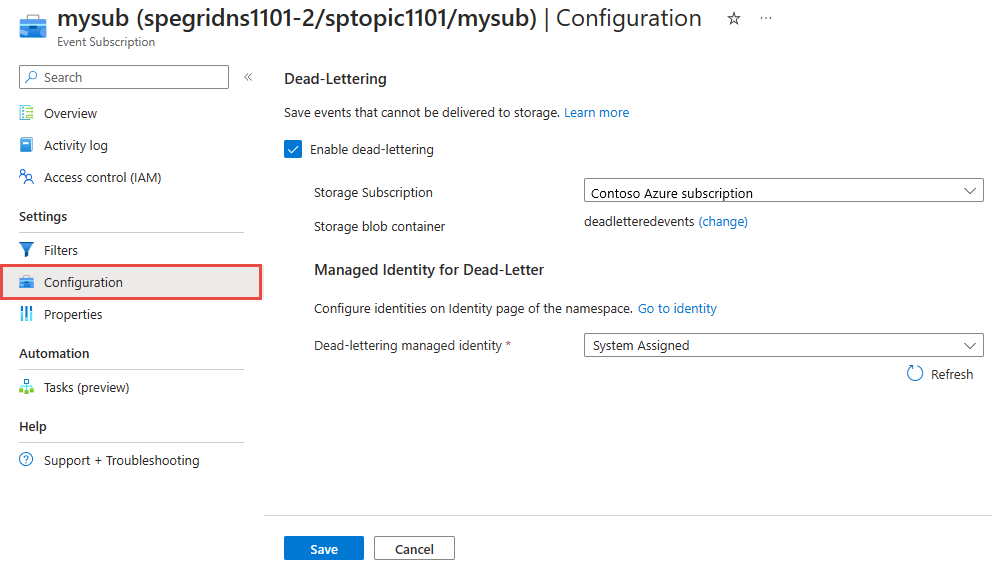 mysub (spegridns1101-2/sptopic1101/mysub) | Configuration
Event Subscription
Search
Overview
Activity log
Access control (IAM)
Settings
Filters
Configuration
Properties
Automation
Tasks (preview)
Help
Support + Troubleshooting
Dead-Lettering
Save events that cannot be delivered to storage. Learn more
Enable dead-lettering
Storage Subscription
Contoso Azure subscription
Storage blob container
deadletteredevents (change)
Managed Identity for Dead-Letter
Configure identities on Identity page of the namespace. Go to identity
Dead-lettering managed identity *
System Assigned
Refresh
Save
Cancel